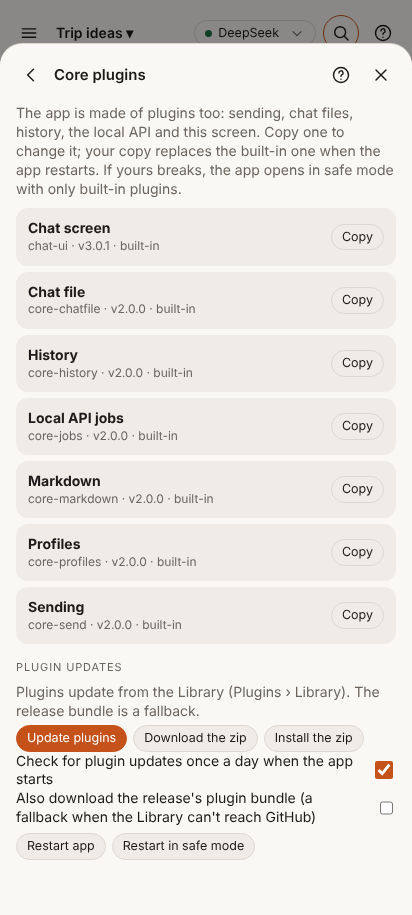 Trip ideas ▾
DeepSeek
Core plugins
The app is made of plugins too: sending, chat files,
history, the local API and this screen. Copy one to
change it; your copy replaces the built-in one when the
app restarts. If yours breaks, the app opens in safe mode
with only built-in plugins.
Chat screen
chat-ui · v3.0.1 · built-in
Copy
Chat file
core-chatfile · v2.0.0 · built-in
Copy
History
core-history · v2.0.0 · built-in
Copy
Local API jobs
core-jobs · v2.0.0 · built-in
Copy
Markdown
core-markdown · v2.0.0 · built-in
Copy
Profiles
core-profiles · v2.0.0 · built-in
Copy
Sending
core-send · v2.0.0 · built-in
Copy
PLUGIN UPDATES
Plugins update from the Library (Plugins › Library). The
release bundle is a fallback.
Update plugins Download the zip Install the zip
Check for plugin updates once a day when the app
starts
Also download the release's plugin bundle (a
fallback when the Library can't reach GitHub)
Restart app Restart in safe mode